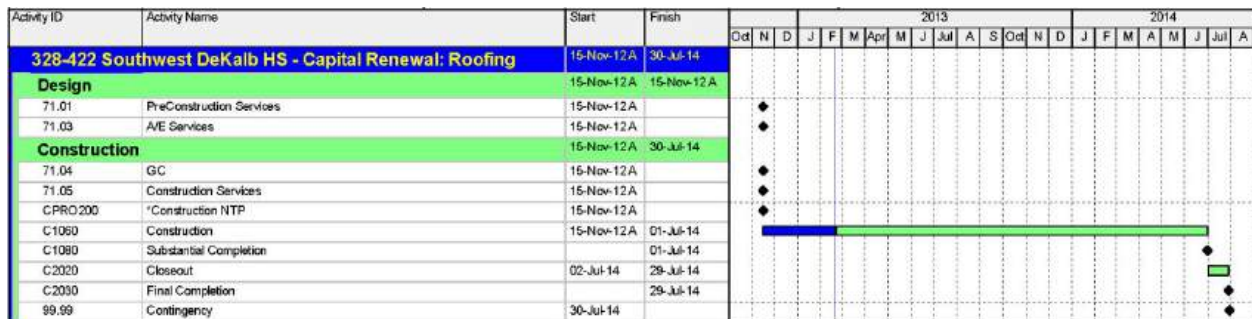 Activity ID Activity Name Start Finish 2013 2014
Oct N D J F M Apr M J Jul A S Oct N D J F M A M J Jul A
328-422 Southwest DeKalb HS - Capital Renewal: Roofing 15-Nov-12 A 30-Jul-14
Design 15-Nov-12 A 15-Nov-12 A
71.01 PreConstruction Services 15-Nov-12 A
71.03 A/E Services 15-Nov-12 A
Construction 15-Nov-12 A 30-Jul-14
71.04 GC 15-Nov-12 A
71.05 Construction Services 15-Nov-12 A
CPRO200 *Construction NTP 15-Nov-12 A
C1060 Construction 15-Nov-12 A 01-Jul-14
C1080 Substantial Completion 01-Jul-14
C2020 Closeout 02-Jul-14 29-Jul-14
C2030 Final Completion 29-Jul-14
99.99 Contingency 30-Jul-14